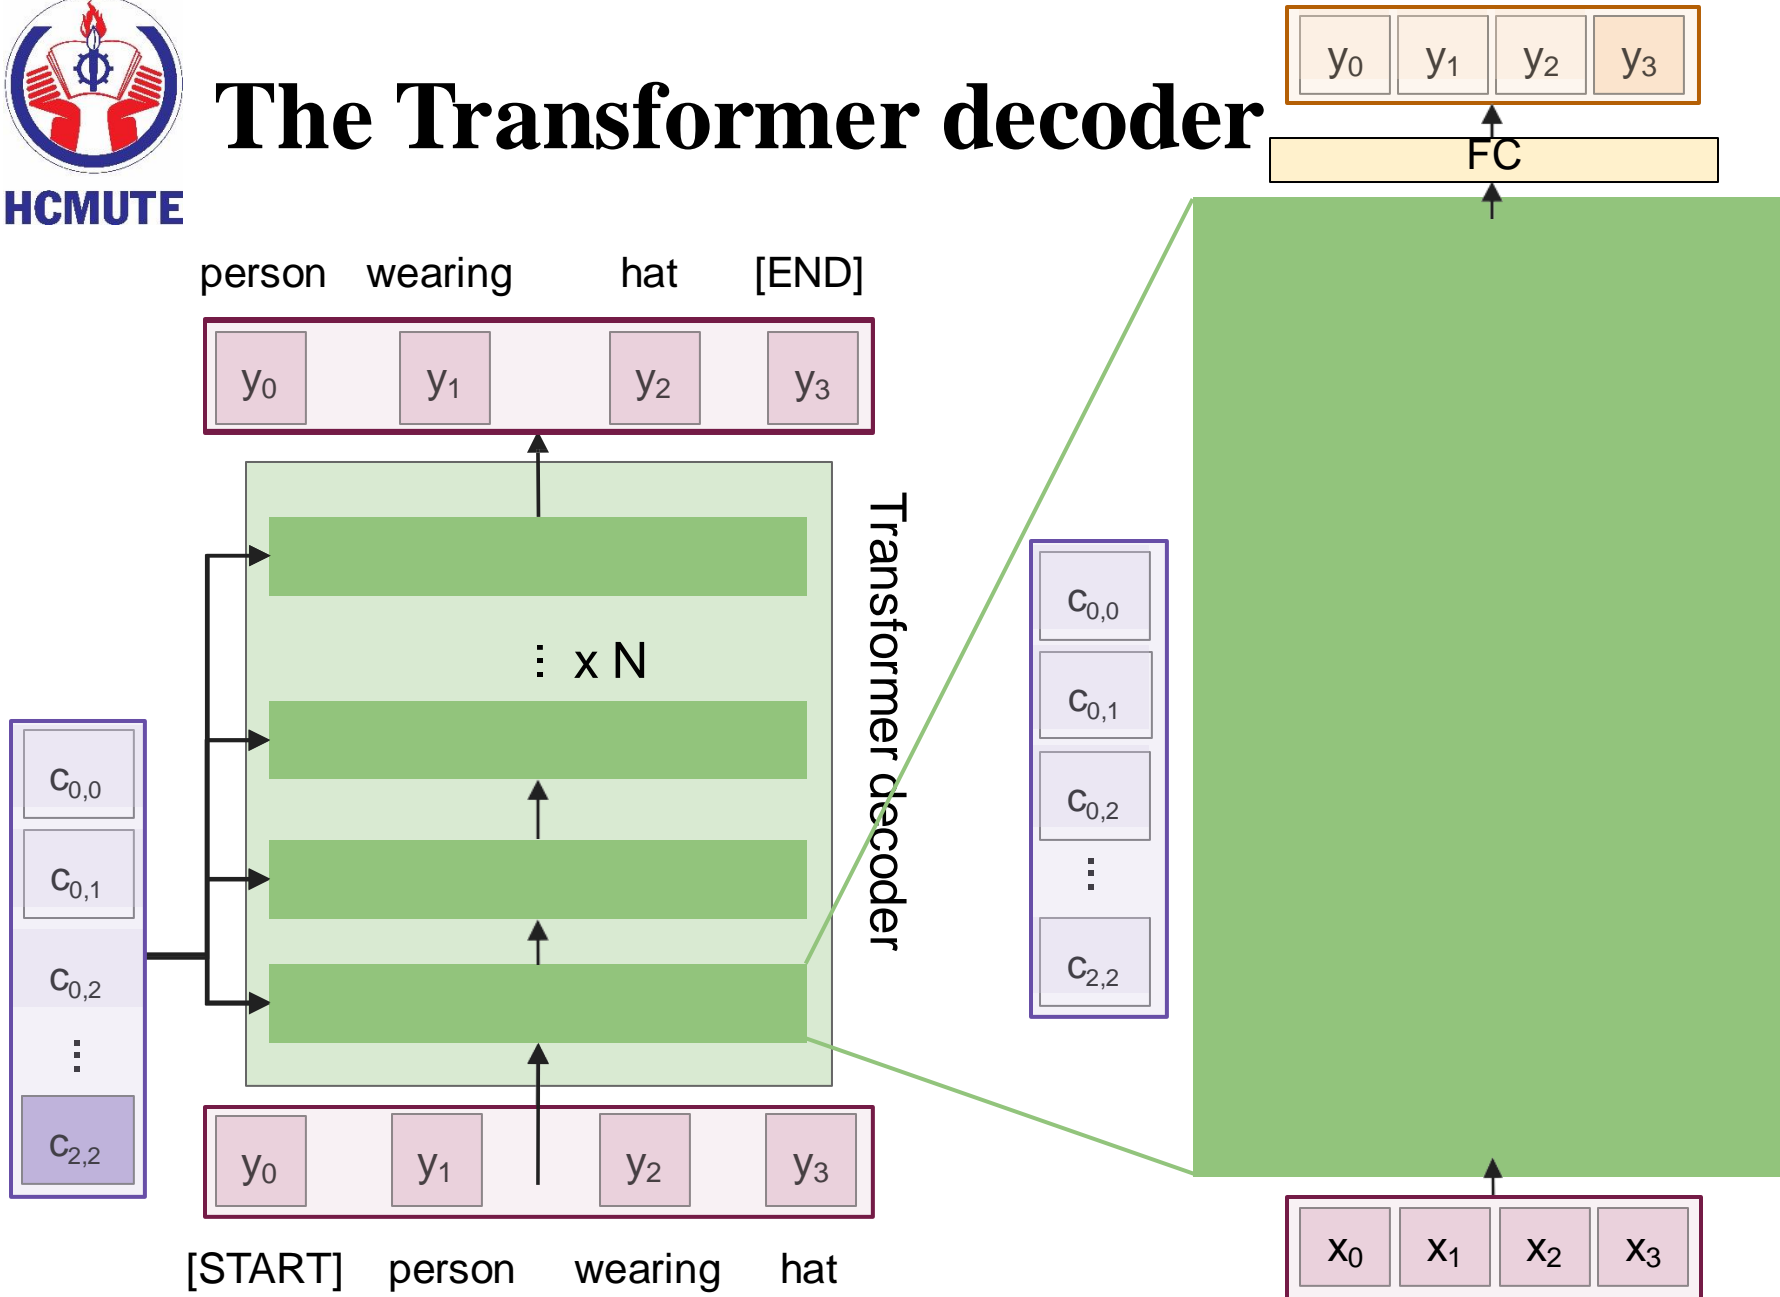 HCMUTE
The Transformer decoder
person wearing hat [END]
y0 y1 y2 y3
⋮ x N
Transformer decoder
c0,0
c0,1
c0,2
⋮
c2,2
y0 y1 y2 y3
[START] person wearing hat
y0 y1 y2 y3
FC
c0,0
c0,1
c0,2
⋮
c2,2
x0 x1 x2 x3